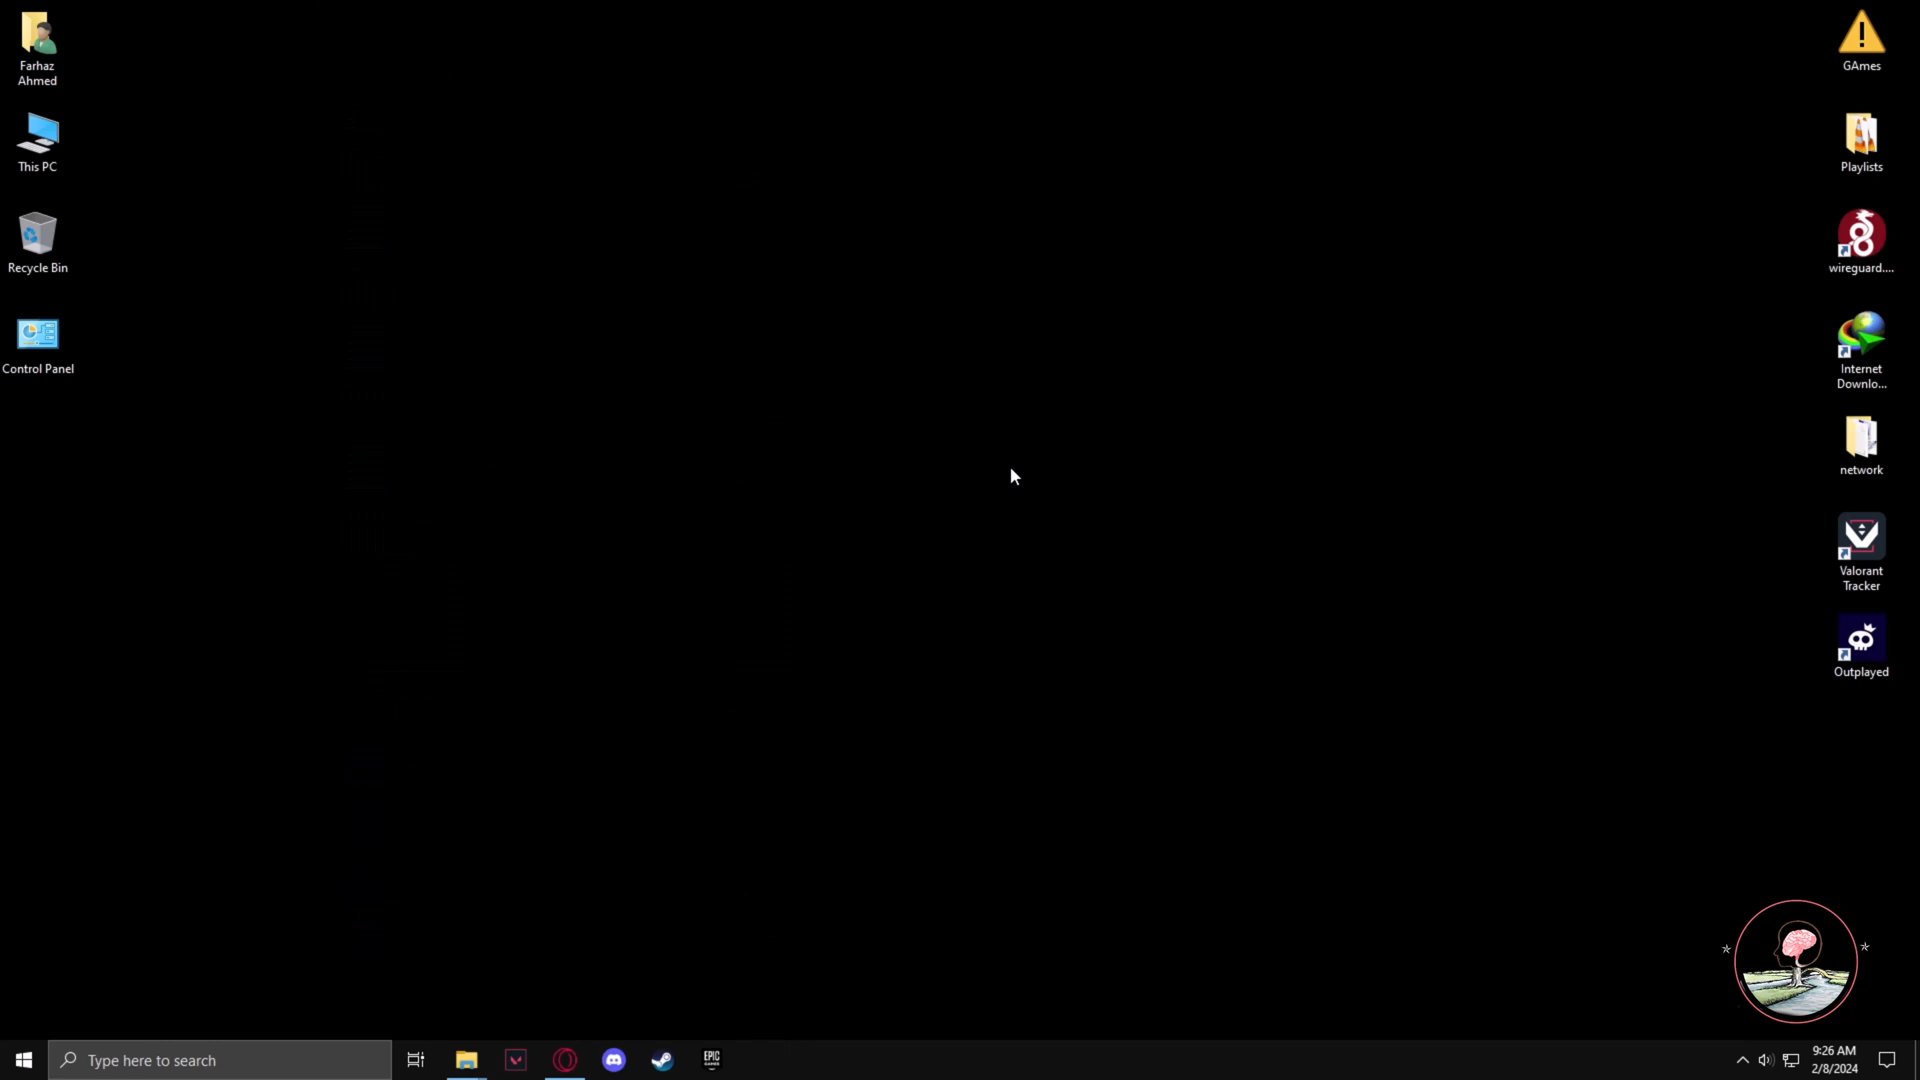 Farhaz
Ahmed
This PC
Recycle Bin
Control Panel
GAmes
Playlists
wireguard....
Internet
Downlo...
network
Valorant
Tracker
Outplayed
Type here to search
EPIC
GAMES
9:26 AM
2/8/2024